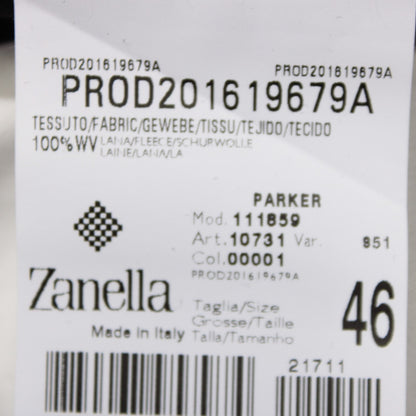 PROD201619679A PROD201619679A
PROD201619679A
TESSUTO/FABRIC/GEWEBE/TISSU/TEJIDO/TECIDO
100% WV LANA/FLEECE/SCHURWOLLE
LAINE/LANA/LA
PARKER
Mod. 111859
Art. 10731 Var. 851
Col. 00001
PROD201619679A
Zanella
Made in Italy
Taglia/Size
Grosse/Taille
Talla/Tamanho
46
21711